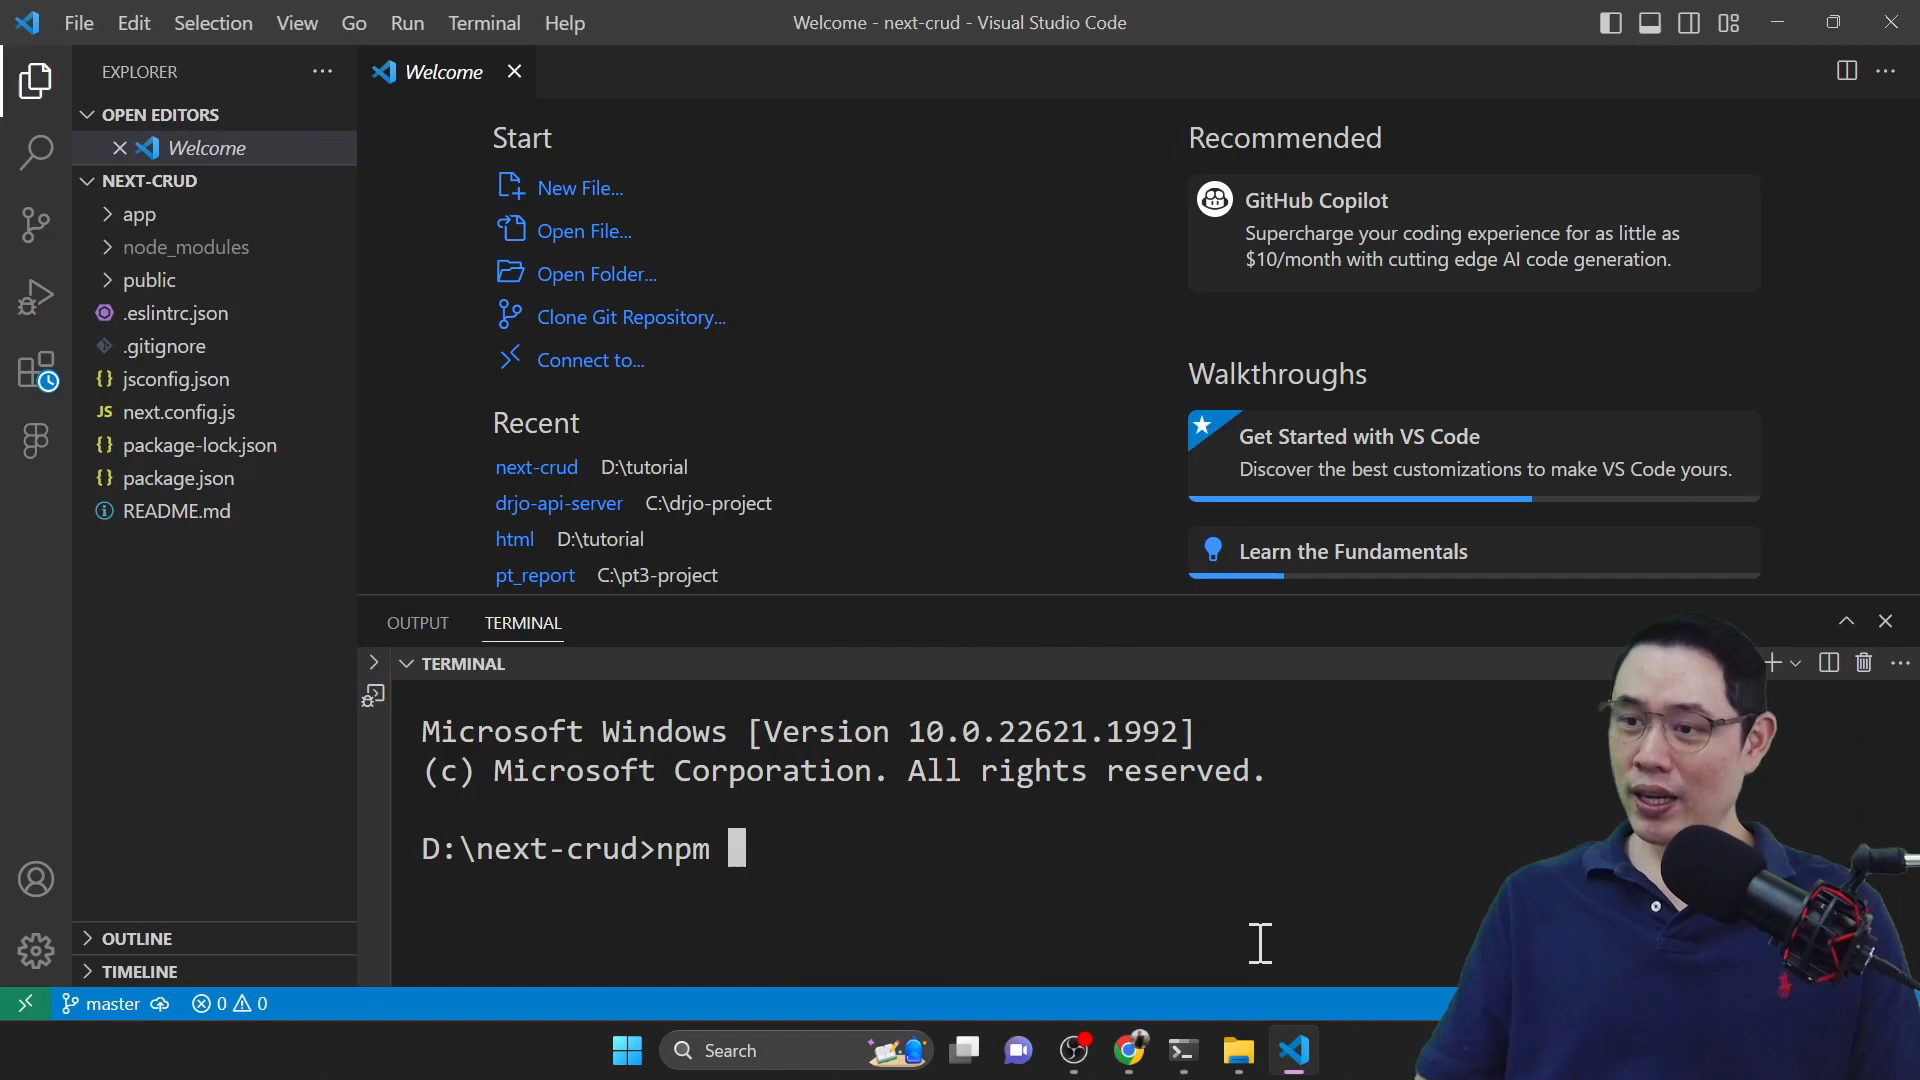 File Edit Selection View Go Run Terminal Help
Welcome - next-crud - Visual Studio Code
EXPLORER
OPEN EDITORS
Welcome
NEXT-CRUD
app
node_modules
public
.eslintrc.json
.gitignore
jsconfig.json
JS next.config.js
package-lock.json
package.json
README.md
OUTLINE
TIMELINE
Welcome
Start
New File...
Open File...
Open Folder...
Clone Git Repository...
Connect to...
Recent
next-crud D:\tutorial
drjo-api-server C:\drjo-project
html D:\tutorial
pt_report C:\pt3-project
Recommended
GitHub Copilot
Supercharge your coding experience for as little as
$10/month with cutting edge AI code generation.
Walkthroughs
Get Started with VS Code
Discover the best customizations to make VS Code yours.
Learn the Fundamentals
OUTPUT TERMINAL
TERMINAL
Microsoft Windows [Version 10.0.22621.1992]
(c) Microsoft Corporation. All rights reserved.
D:\next-crud>npm
master 0 0
Search